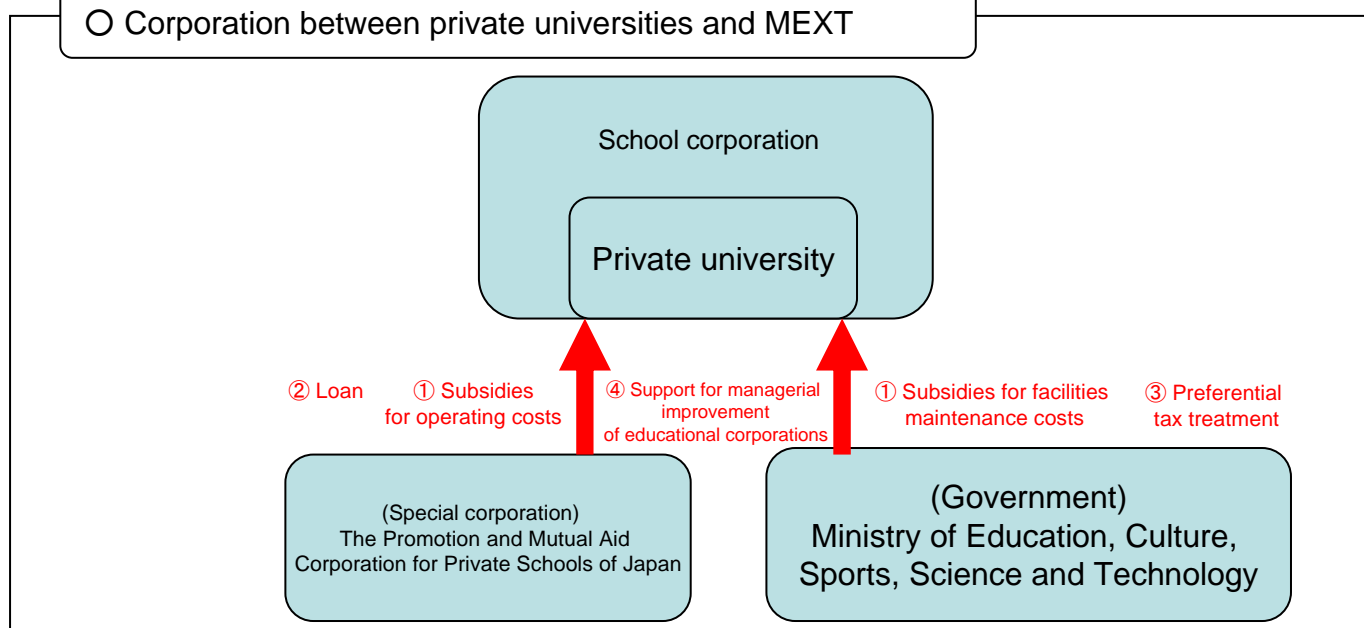 ○ Corporation between private universities and MEXT
School corporation
Private university
② Loan
① Subsidies
for operating costs
④ Support for managerial
improvement
of educational corporations
① Subsidies for facilities
maintenance costs
③ Preferential
tax treatment
(Special corporation)
The Promotion and Mutual Aid
Corporation for Private Schools of Japan
(Government)
Ministry of Education, Culture,
Sports, Science and Technology